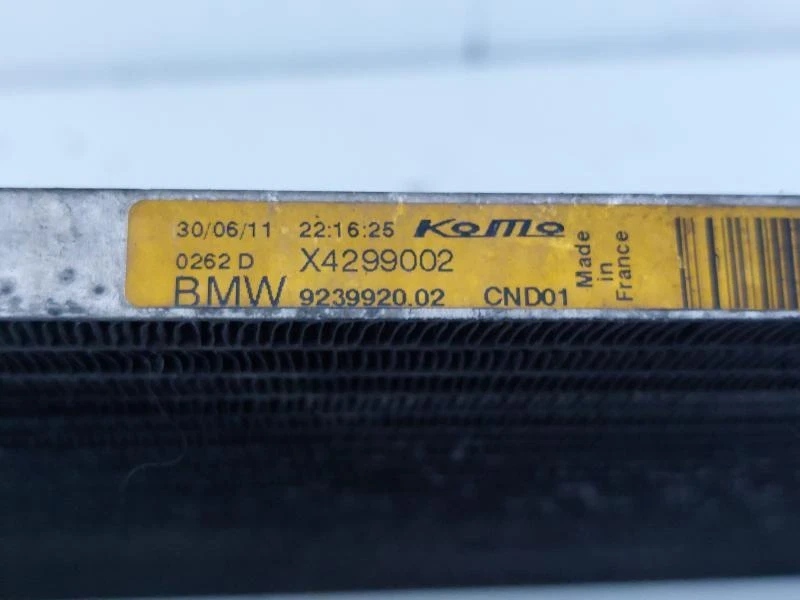 30/06/11 22:16:25 KoMo
0262 D X4299002
BMW 9239920.02 CND01
Made
in
France